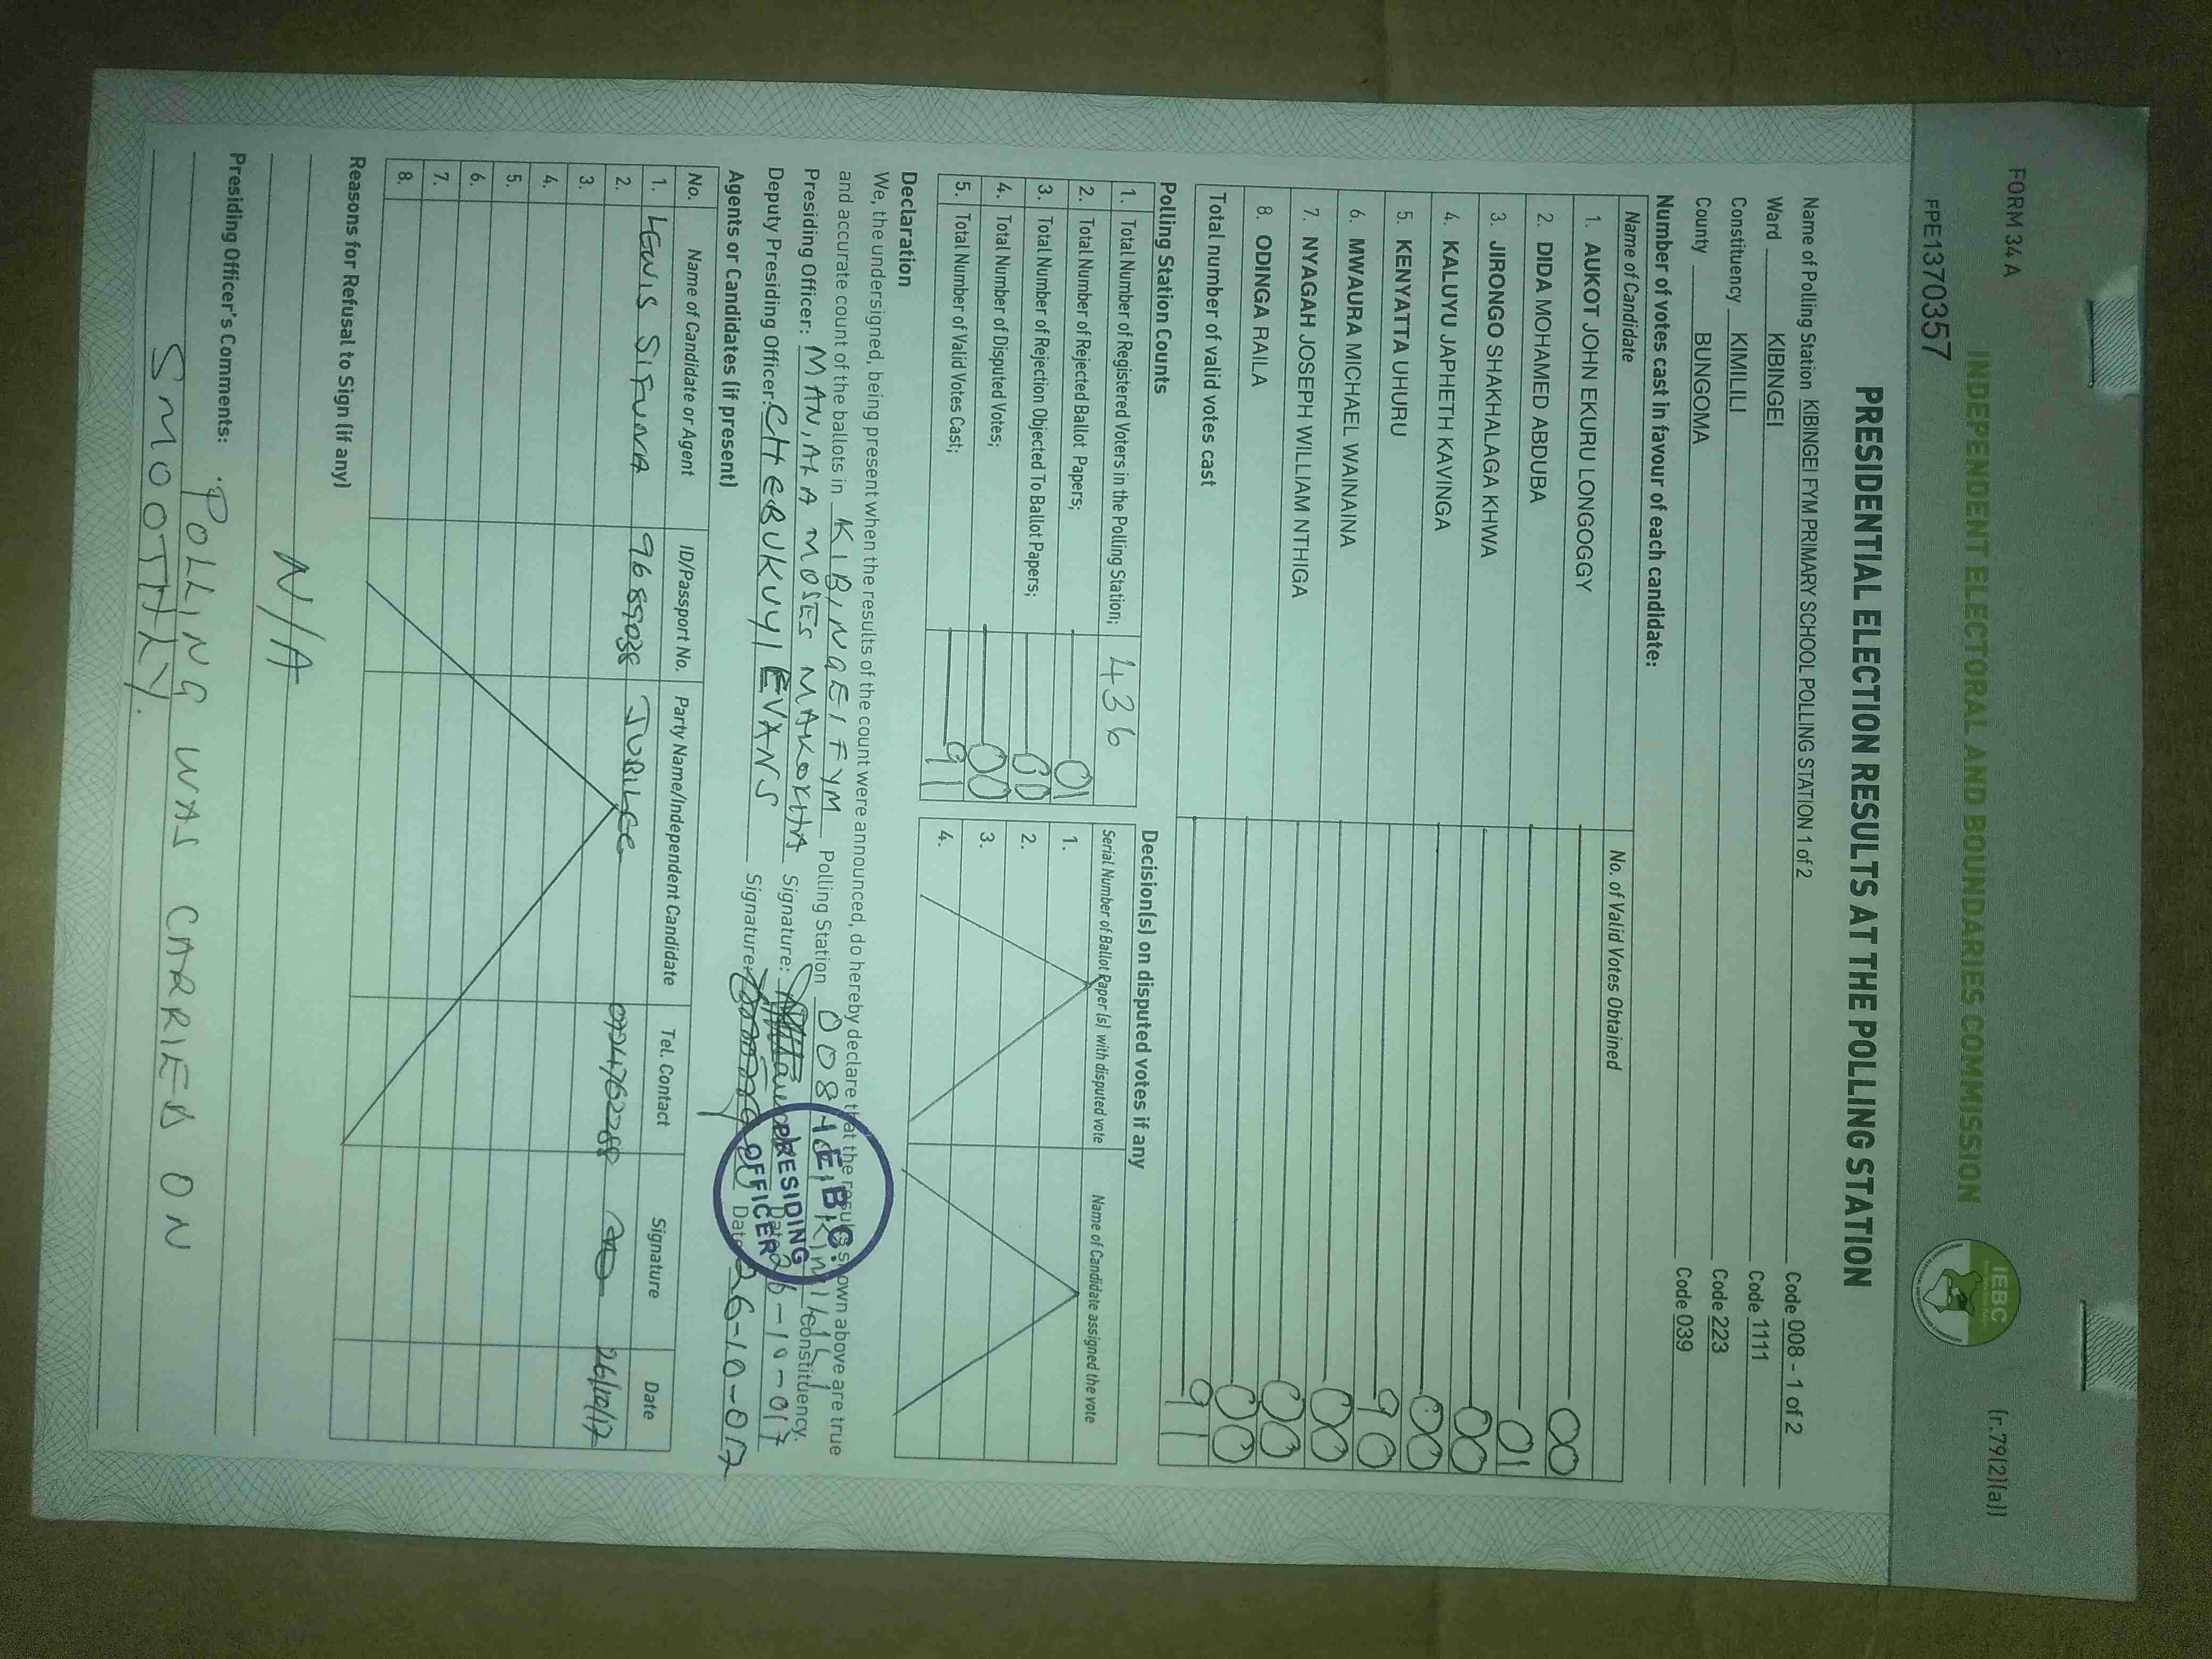 FORM 34 A
(r.79(2)(a))
INDEPENDENT ELECTORAL AND BOUNDARIES COMMISSION
IEBC
FPE1370357
PRESIDENTIAL ELECTION RESULTS AT THE POLLING STATION
Name of Polling Station KIBINGEI FYM PRIMARY SCHOOL POLLING STATION 1 of 2 Code 008 - 1 of 2
Ward KIBINGEI Code 1111
Constituency KIMILILI Code 223
County BUNGOMA Code 039
Number of votes cast in favour of each candidate:
Name of Candidate No. of Valid Votes Obtained
1. AUKOT JOHN EKURU LONGOGGY 00
2. DIDA MOHAMED ABDUBA 01
3. JIRONGO SHAKHALAGA KHWA 00
4. KALUYU JAPHETH KAVINGA 00
5. KENYATTA UHURU 90
6. MWAURA MICHAEL WAINAINA 00
7. NYAGAH JOSEPH WILLIAM NTHIGA 00
8. ODINGA RAILA 00
Total number of valid votes cast 91
Polling Station Counts
1. Total Number of Registered Voters in the Polling Station; 436
2. Total Number of Rejected Ballot Papers; 01
3. Total Number of Rejection Objected To Ballot Papers; 00
4. Total Number of Disputed Votes; 00
5. Total Number of Valid Votes Cast; 91
Decision(s) on disputed votes if any
Serial Number of Ballot Paper (s) with disputed vote Name of Candidate assigned the vote
1.
2.
3.
4.
Declaration
We, the undersigned, being present when the results of the count were announced, do hereby declare that the results shown above are true
and accurate count of the ballots in KIBINGEI FYM Polling Station 008 KIMILILI Constituency.
Presiding Officer: MANIALA MOSES MAKOKHA Signature: Date 26-10-017
Deputy Presiding Officer: CHEBUKUYI EVANS Signature: Date 26-10-017
I.E.B.C.
PRESIDING
OFFICER
Agents or Candidates (if present)
No. Name of Candidate or Agent ID/Passport No. Party Name/Independent Candidate Tel. Contact Signature Date
1. LEWIS SIFUNA 9689038 JUBILEE 0724762288 26/10/17
2.
3.
4.
5.
6.
7.
8.
Reasons for Refusal to Sign (if any)
N/A
Presiding Officer's Comments: POLLING WAS CARRIED ON
SMOOTHLY.